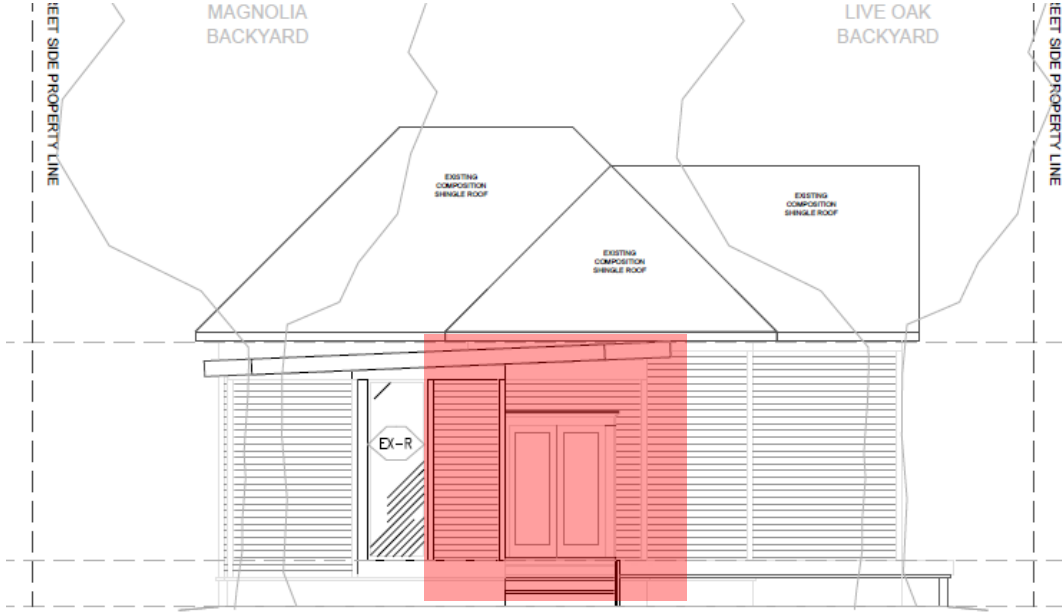 MAGNOLIA
BACKYARD
LIVE OAK
BACKYARD
EET SIDE PROPERTY LINE
EET SIDE PROPERTY LINE
EXISTING
COMPOSITION
SHINGLE ROOF
EXISTING
COMPOSITION
SHINGLE ROOF
EXISTING
COMPOSITION
SHINGLE ROOF
EX-R